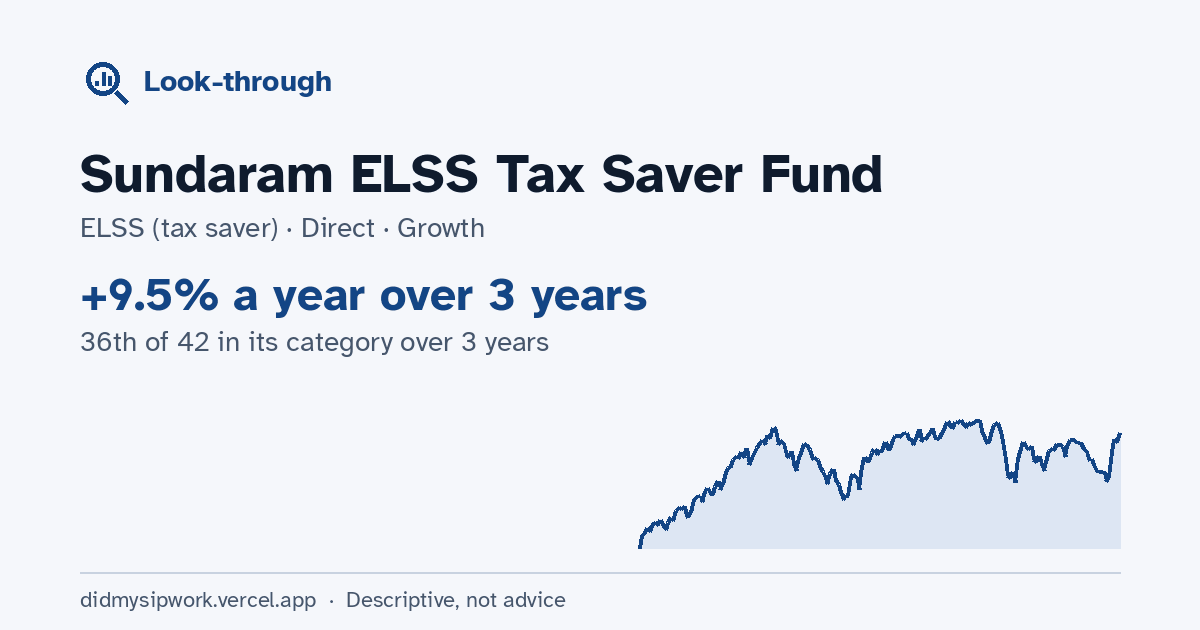 Look-through
Sundaram ELSS Tax Saver Fund
ELSS (tax saver) · Direct · Growth
+9.5% a year over 3 years
36th of 42 in its category over 3 years
didmysipwork.vercel.app · Descriptive, not advice